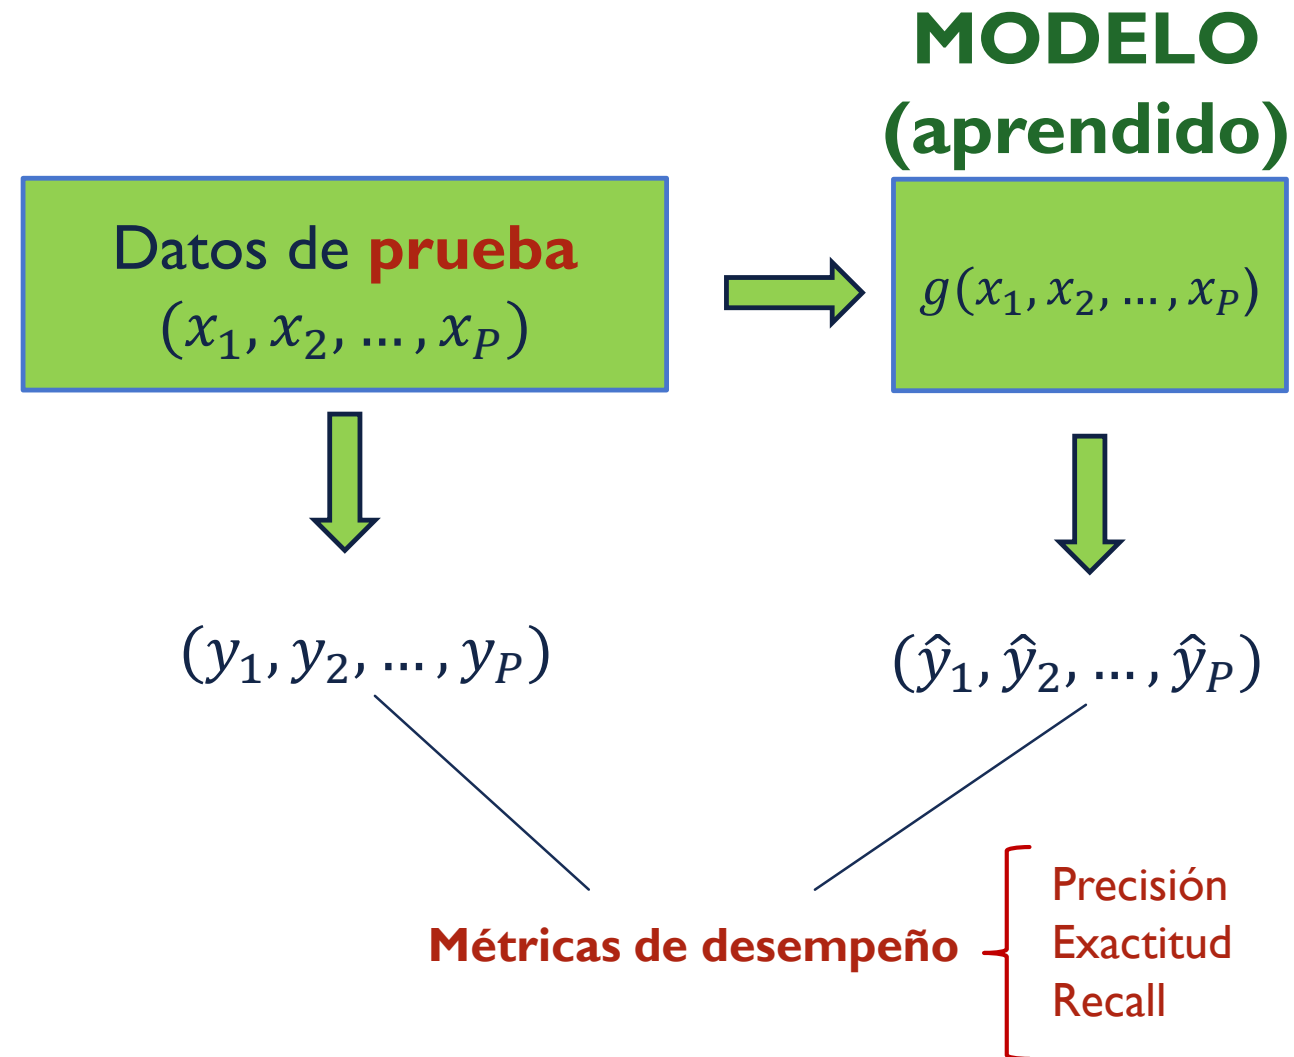 MODELO
(aprendido)
Datos de prueba
(x₁, x₂, … , x_P)
g(x₁, x₂, … , x_P)
(y₁, y₂, … , y_P)
(ŷ₁, ŷ₂, … , ŷ_P)
Métricas de desempeño
Precisión
Exactitud
Recall